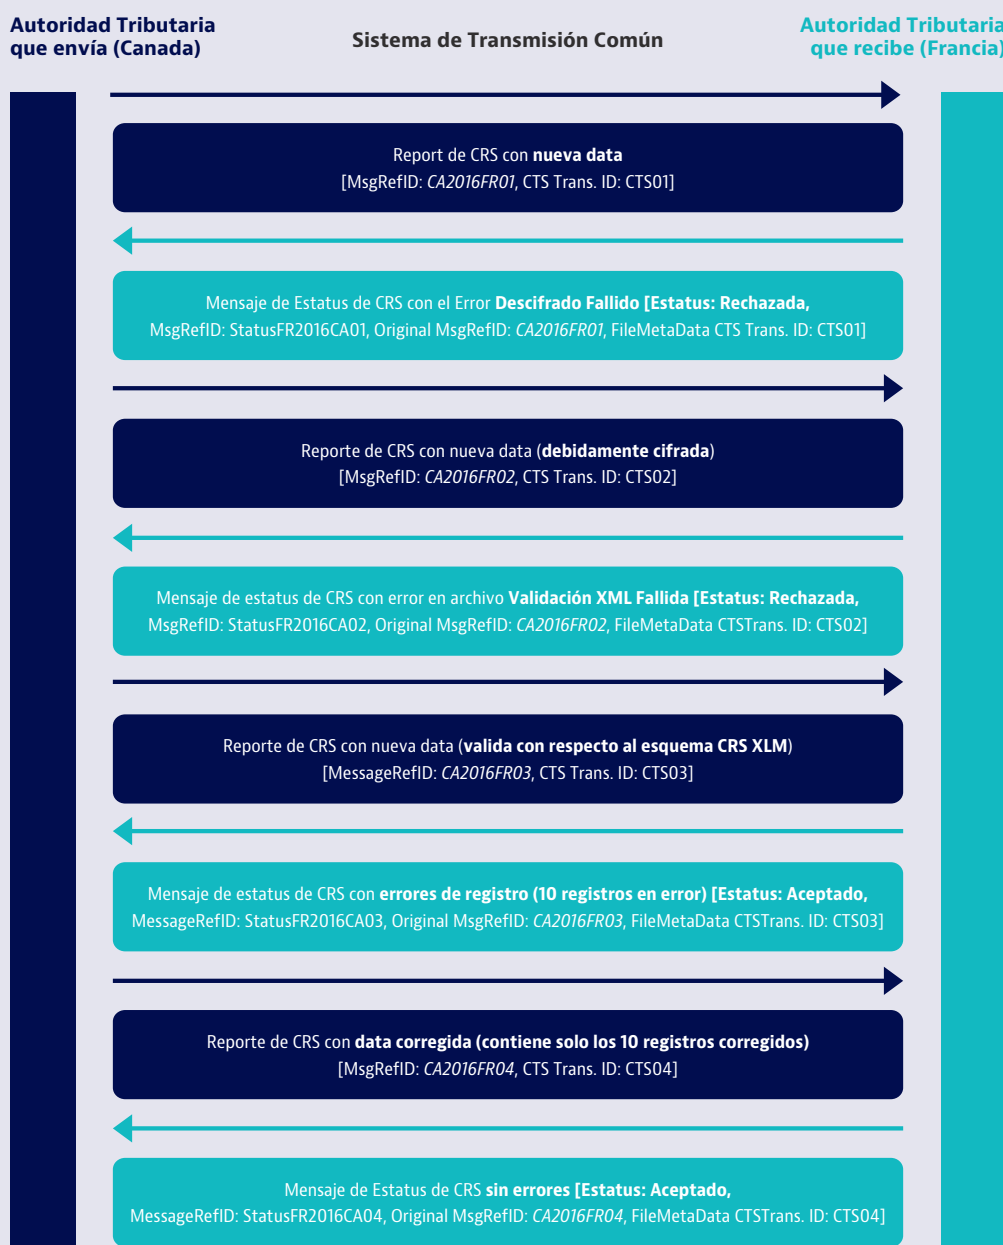 Autoridad Tributaria
que envía (Canada)
Sistema de Transmisión Común
Autoridad Tributaria
que recibe (Francia)
Report de CRS con nueva data
[MsgRefID: CA2016FR01, CTS Trans. ID: CTS01]
Mensaje de Estatus de CRS con el Error Descifrado Fallido [Estatus: Rechazada,
MsgRefID: StatusFR2016CA01, Original MsgRefID: CA2016FR01, FileMetaData CTS Trans. ID: CTS01]
Reporte de CRS con nueva data (debidamente cifrada)
[MsgRefID: CA2016FR02, CTS Trans. ID: CTS02]
Mensaje de estatus de CRS con error en archivo Validación XML Fallida [Estatus: Rechazada,
MsgRefID: StatusFR2016CA02, Original MsgRefID: CA2016FR02, FileMetaData CTSTrans. ID: CTS02]
Reporte de CRS con nueva data (valida con respecto al esquema CRS XLM)
[MessageRefID: CA2016FR03, CTS Trans. ID: CTS03]
Mensaje de estatus de CRS con errores de registro (10 registros en error) [Estatus: Aceptado,
MessageRefID: StatusFR2016CA03, Original MsgRefID: CA2016FR03, FileMetaData CTSTrans. ID: CTS03]
Reporte de CRS con data corregida (contiene solo los 10 registros corregidos)
[MsgRefID: CA2016FR04, CTS Trans. ID: CTS04]
Mensaje de Estatus de CRS sin errores [Estatus: Aceptado,
MessageRefID: StatusFR2016CA04, Original MsgRefID: CA2016FR04, FileMetaData CTSTrans. ID: CTS04]